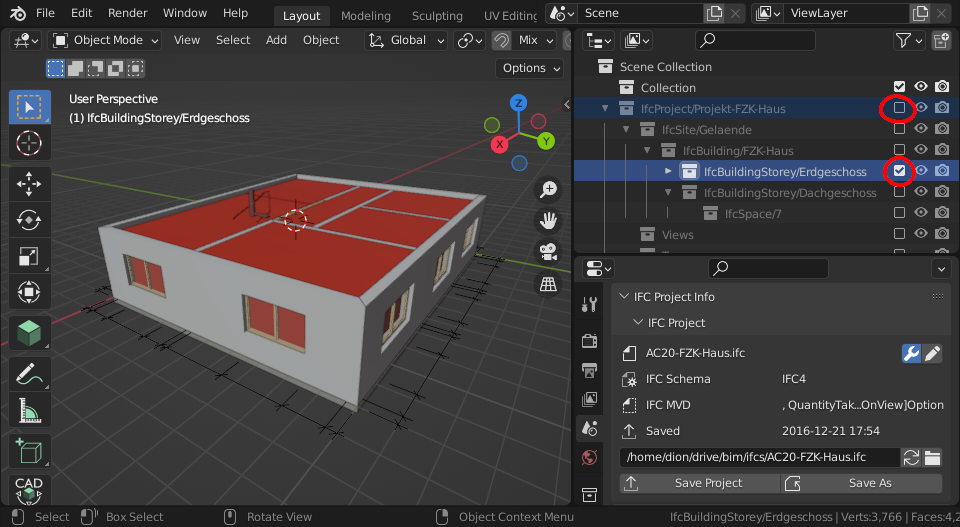 File Edit Render Window Help Layout Modeling Sculpting UV Editing Scene ViewLayer
Object Mode View Select Add Object Global Mix
Options
User Perspective
(1) IfcBuildingStorey/Erdgeschoss
Z
Y
X
CAD
Scene Collection
Collection
IfcProject/Projekt-FZK-Haus
IfcSite/Gelaende
IfcBuilding/FZK-Haus
IfcBuildingStorey/Erdgeschoss
IfcBuildingStorey/Dachgeschoss
IfcSpace/7
Views
IFC Project Info
IFC Project
AC20-FZK-Haus.ifc
IFC Schema IFC4
IFC MVD , QuantityTak...OnView]Option
Saved 2016-12-21 17:54
/home/dion/drive/bim/ifcs/AC20-FZK-Haus.ifc
Save Project Save As
Select Box Select Rotate View Object Context Menu IfcBuildingStorey/Erdgeschoss | Verts:3,766 | Faces:4,2